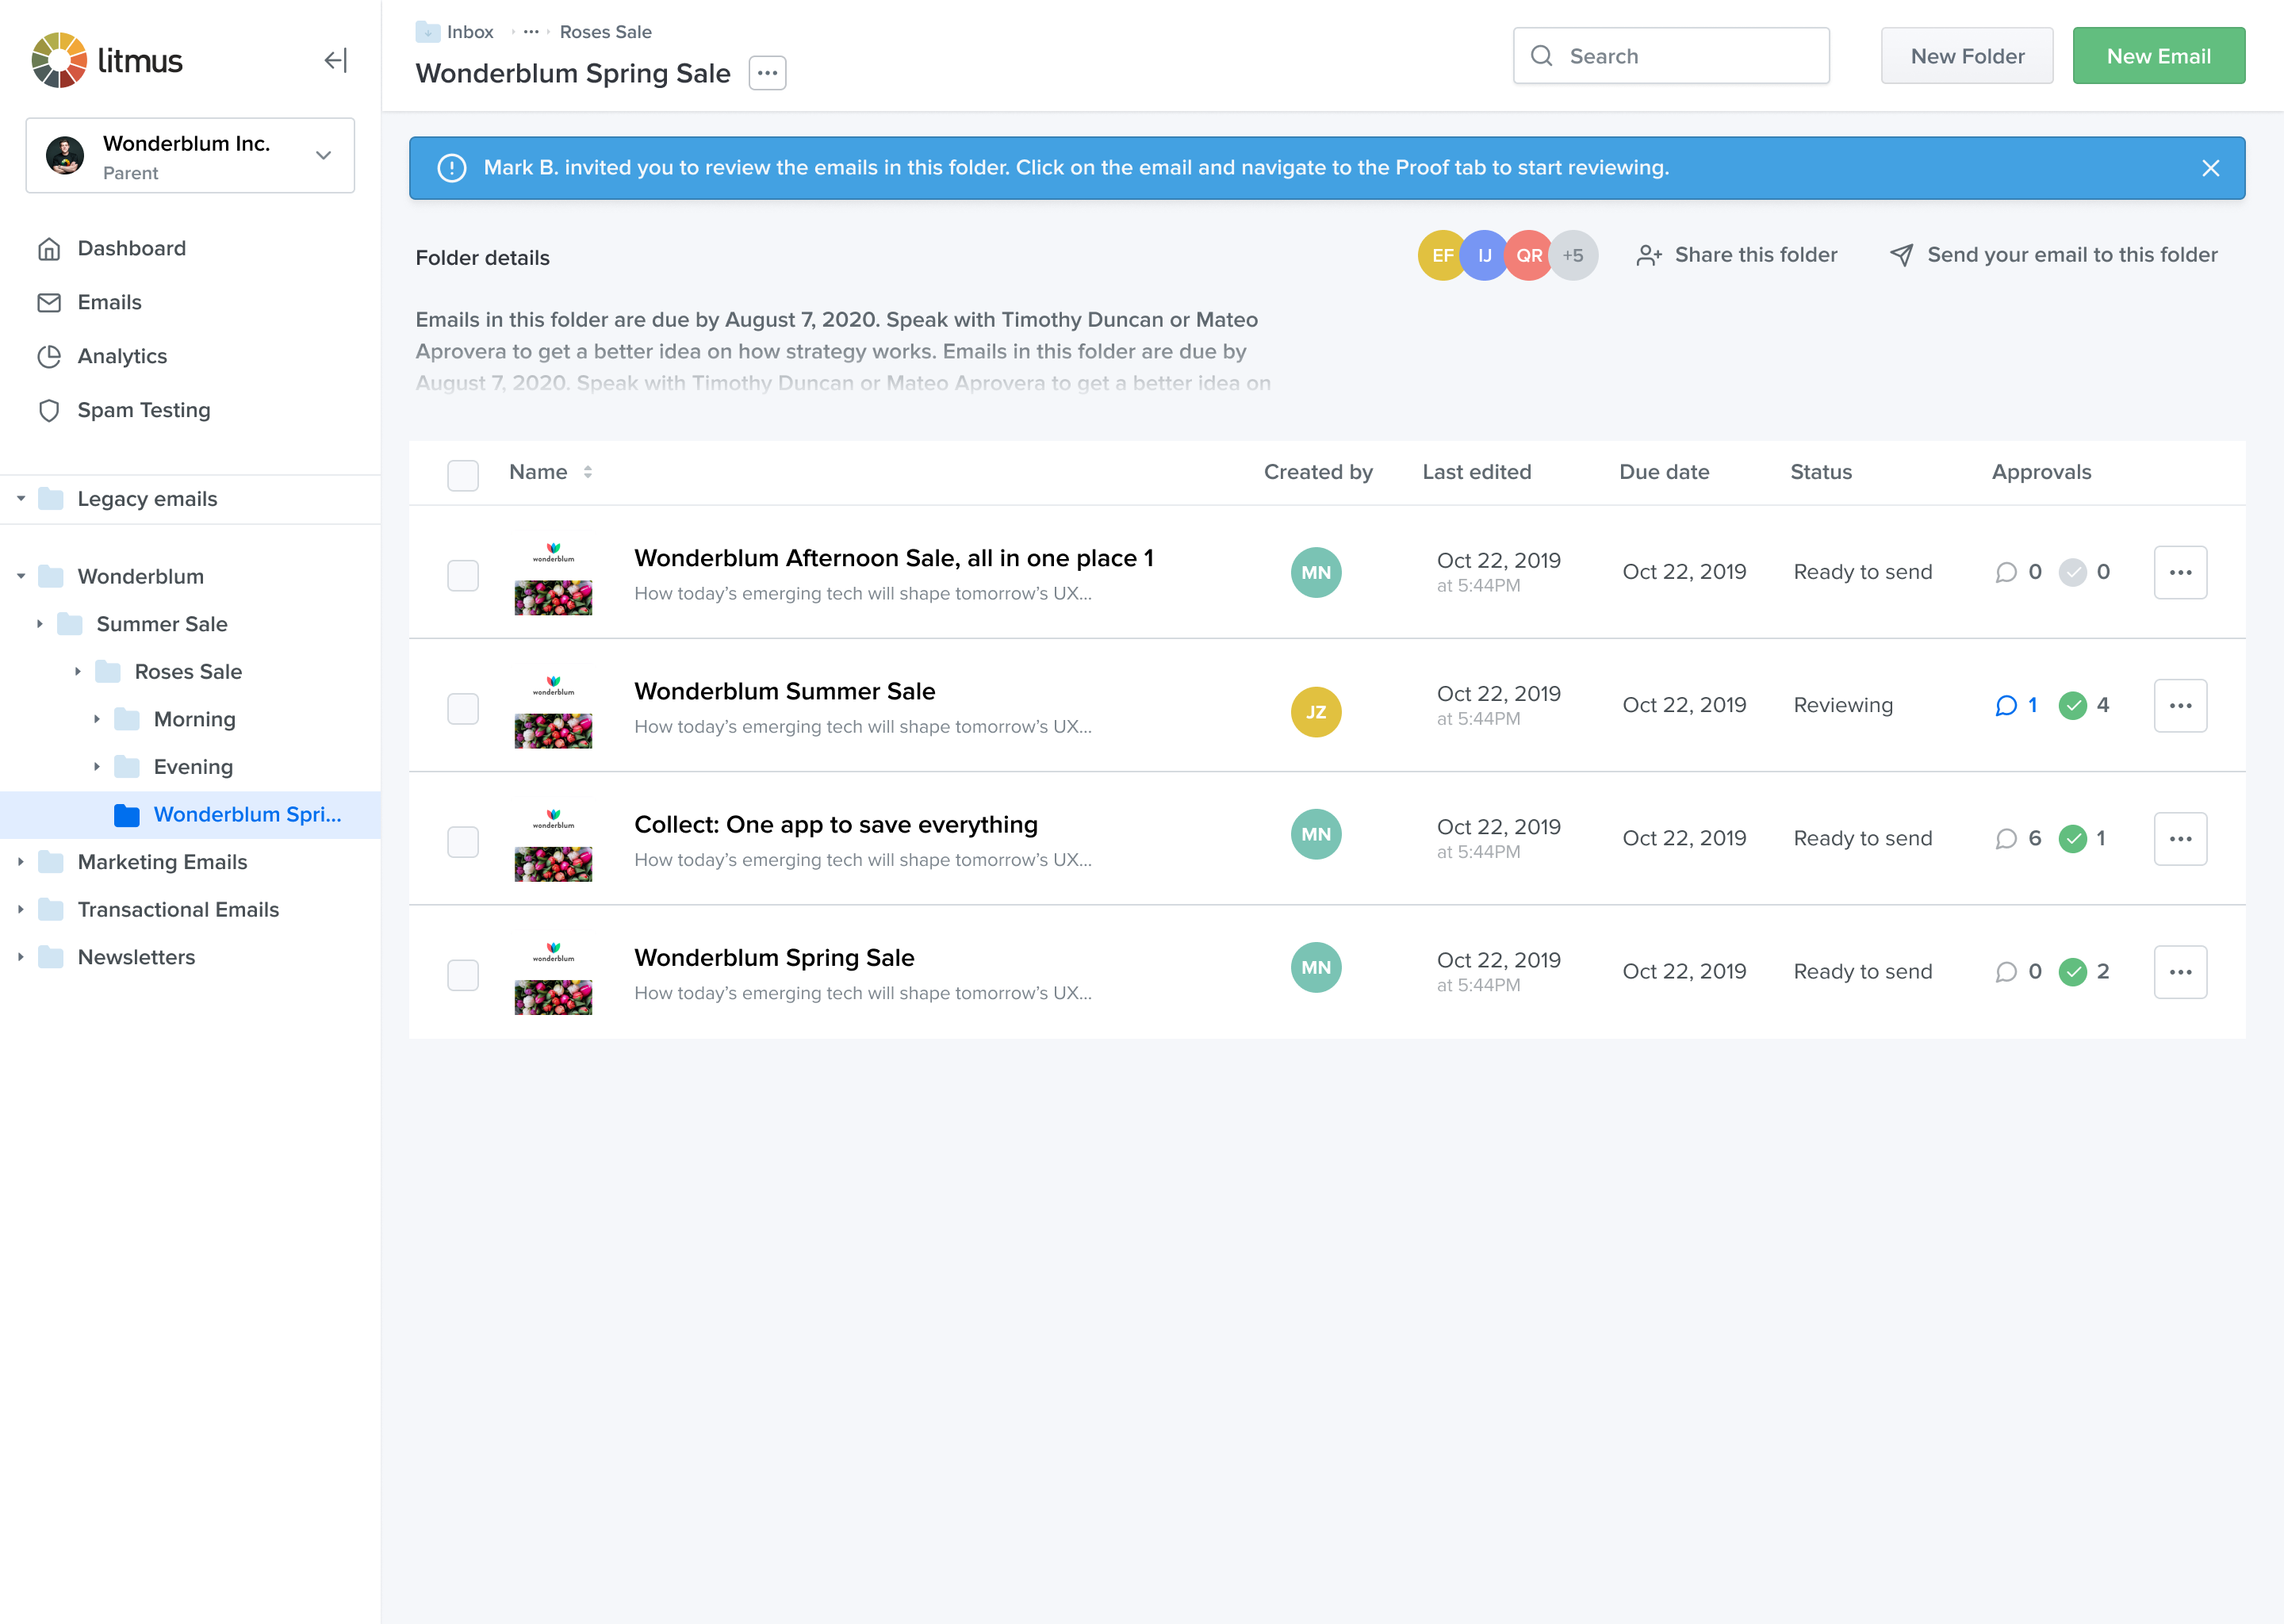 litmus
Wonderblum Inc.
Parent
Dashboard
Emails
Analytics
Spam Testing
Legacy emails
Wonderblum
Summer Sale
Roses Sale
Morning
Evening
Wonderblum Spri...
Marketing Emails
Transactional Emails
Newsletters
Inbox ... Roses Sale
Wonderblum Spring Sale
Search
New Folder
New Email
Mark B. invited you to review the emails in this folder. Click on the email and navigate to the Proof tab to start reviewing.
Folder details
EF IJ QR +5
Share this folder
Send your email to this folder
Emails in this folder are due by August 7, 2020. Speak with Timothy Duncan or Mateo
Aprovera to get a better idea on how strategy works. Emails in this folder are due by
August 7, 2020. Speak with Timothy Duncan or Mateo Aprovera to get a better idea on
Name Created by Last edited Due date Status Approvals
wonderblum
Wonderblum Afternoon Sale, all in one place 1
How today’s emerging tech will shape tomorrow’s UX...
MN
Oct 22, 2019
at 5:44PM
Oct 22, 2019
Ready to send
0 0
wonderblum
Wonderblum Summer Sale
How today’s emerging tech will shape tomorrow’s UX...
JZ
Oct 22, 2019
at 5:44PM
Oct 22, 2019
Reviewing
1 4
wonderblum
Collect: One app to save everything
How today’s emerging tech will shape tomorrow’s UX...
MN
Oct 22, 2019
at 5:44PM
Oct 22, 2019
Ready to send
6 1
wonderblum
Wonderblum Spring Sale
How today’s emerging tech will shape tomorrow’s UX...
MN
Oct 22, 2019
at 5:44PM
Oct 22, 2019
Ready to send
0 2